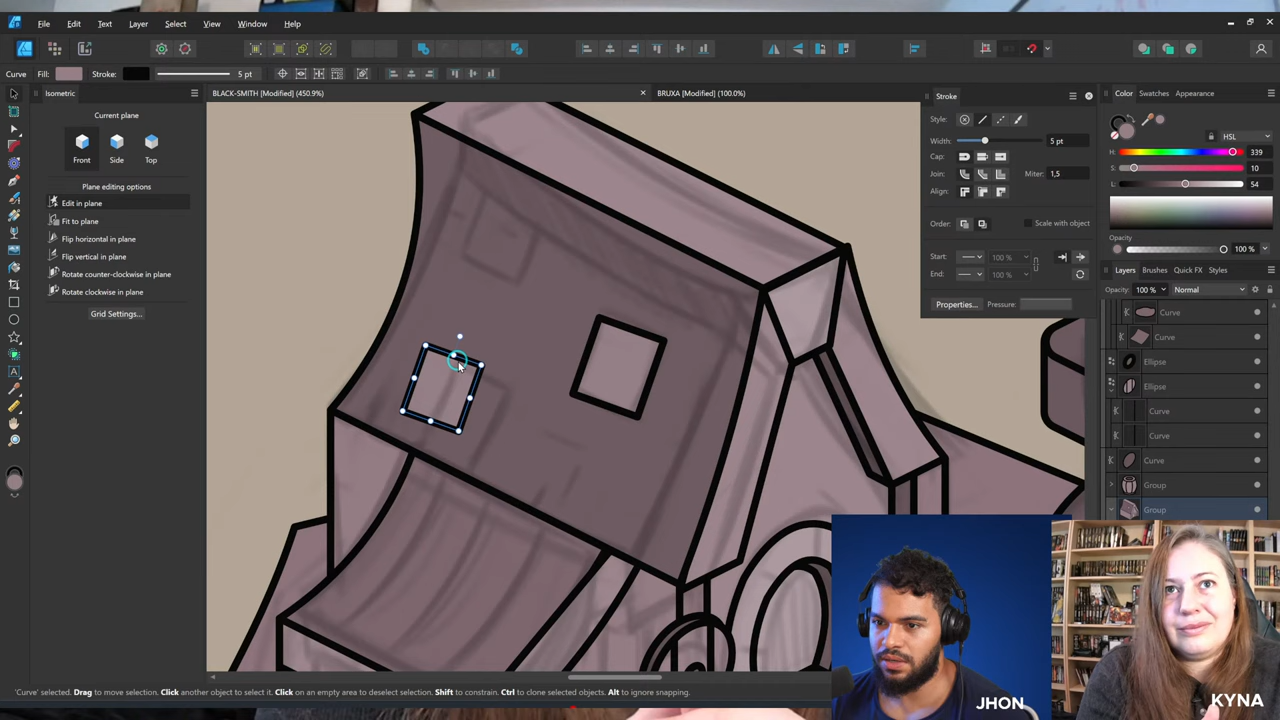 File Edit Text Layer Select View Window Help
Curve Fill: Stroke: 5 pt
Isometric
BLACK-SMITH [Modified] (450.9%)
BRUXA [Modified] (100.0%)
Current plane
Front Side Top
Plane editing options
Edit in plane
Fit to plane
Flip horizontal in plane
Flip vertical in plane
Rotate counter-clockwise in plane
Rotate clockwise in plane
Grid Settings...
Stroke
Style:
Width: 5 pt
Cap:
Join: Miter: 1,5
Align:
Order: Scale with object
Start: 100 % 100 %
End: 100 % 100 %
Properties... Pressure:
Color Swatches Appearance
HSL
H: 339
S: 10
L: 54
Opacity
100 %
Layers Brushes Quick FX Styles
Opacity: 100 % Normal
Curve
Curve
Ellipse
Ellipse
Curve
Curve
Curve
Group
Group
'Curve' selected. Drag to move selection. Click another object to select it. Click on an empty area to deselect selection. Shift to constrain. Ctrl to clone selected objects. Alt to ignore snapping.
JHON
KYNA